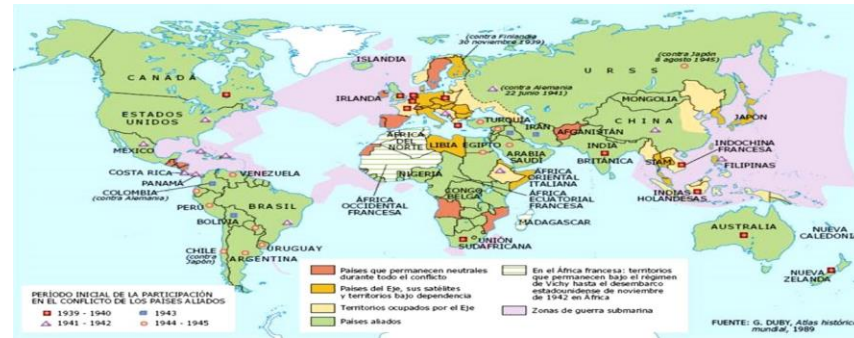 (contra Finlandia
30 noviembre 1939)
ISLANDIA
(contra Japón
8 agosto 1945)
CANADÁ
U R S S
IRLANDA
(contra Alemania
22 junio 1941)
MONGOLIA
ESTADOS
UNIDOS
TURQUÍA
JAPÓN
CHINA
IRÁN
AFGANISTÁN
ÁFRICA
DEL
NORTE
LIBIA
EGIPTO
MÉXICO
ARABIA
SAUDÍ
INDIA
BRITÁNICA
INDOCHINA
FRANCESA
SIAM
FILIPINAS
COSTA RICA
PANAMÁ
VENEZUELA
NIGERIA
COLOMBIA
(contra Alemania)
ÁFRICA
OCCIDENTAL
FRANCESA
CONGO
BELGA
ÁFRICA
ORIENTAL
ITALIANA
ÁFRICA
ECUATORIAL
FRANCESA
INDIAS
HOLANDESAS
PERÚ
BRASIL
BOLIVIA
MADAGASCAR
AUSTRALIA
NUEVA
CALEDONIA
CHILE
(contra
Japón)
URUGUAY
ARGENTINA
UNIÓN
SUDAFRICANA
NUEVA
ZELANDA
PERÍODO INICIAL DE LA PARTICIPACIÓN
EN EL CONFLICTO DE LOS PAÍSES ALIADOS
1939 - 1940
1943
1941 - 1942
1944 - 1945
Países que permanecen neutrales
durante todo el conflicto
Países del Eje, sus satélites
y territorios bajo dependencia
Territorios ocupados por el Eje
Países aliados
En el África francesa: territorios
que permanecen bajo el régimen
de Vichy hasta el desembarco
estadounidense de noviembre
de 1942 en África
Zonas de guerra submarina
FUENTE: G. DUBY, Atlas histórico
mundial, 1989